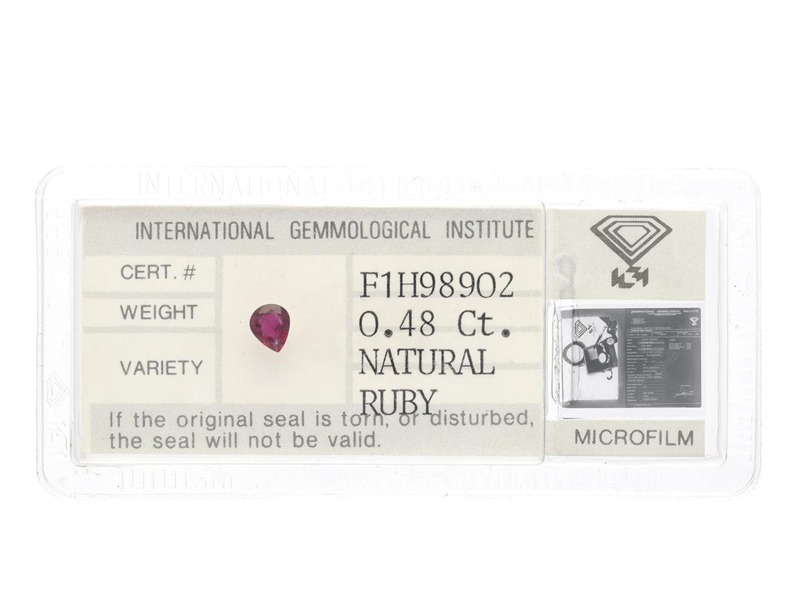 INTERNATIONAL GEMMOLOGICAL INSTITUTE
CERT. # F1H98902
WEIGHT 0.48 Ct.
VARIETY NATURAL
RUBY
If the original seal is torn, or disturbed,
the seal will not be valid.
IGI
MICROFILM